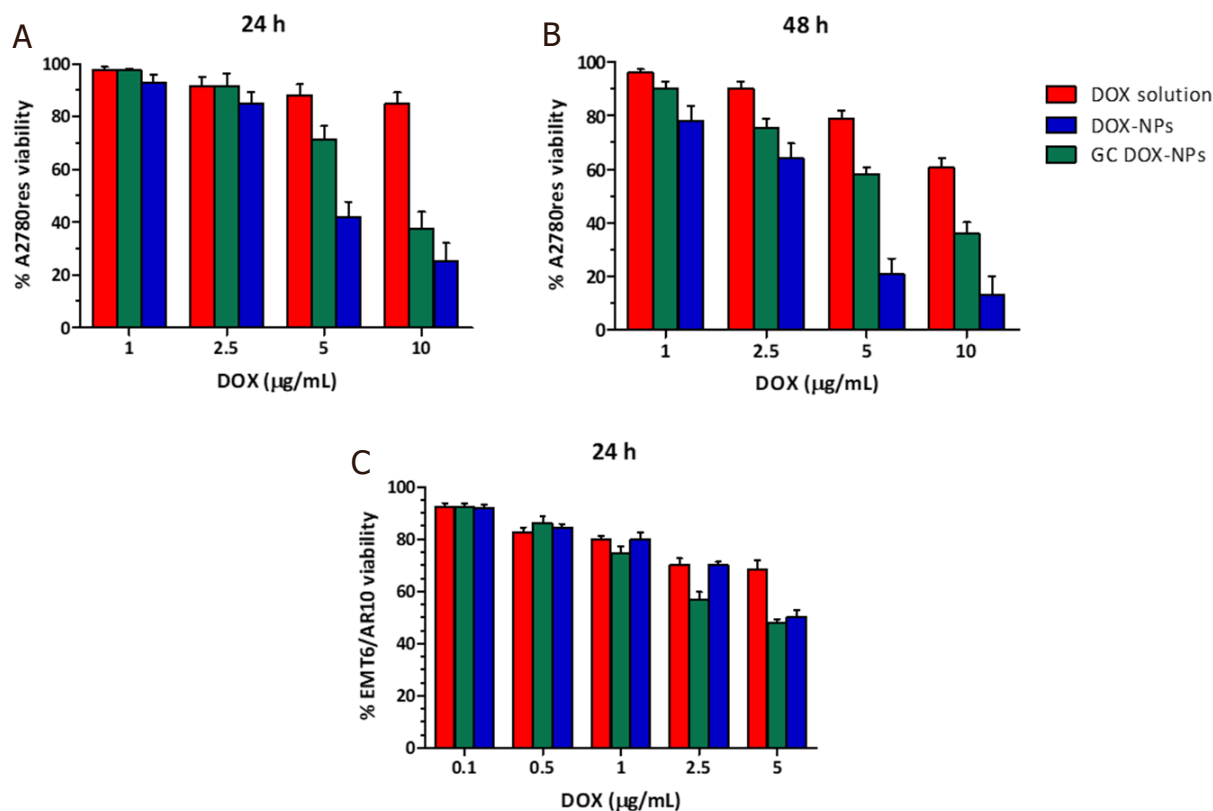 A
24 h
% A2780res viability
100
80
60
40
20
0
1 2.5 5 10
DOX (µg/mL)
B
48 h
% A2780res viability
100
80
60
40
20
0
1 2.5 5 10
DOX (µg/mL)
DOX solution
DOX-NPs
GC DOX-NPs
C
24 h
% EMT6/AR10 viability
100
80
60
40
20
0
0.1 0.5 1 2.5 5
DOX (µg/mL)